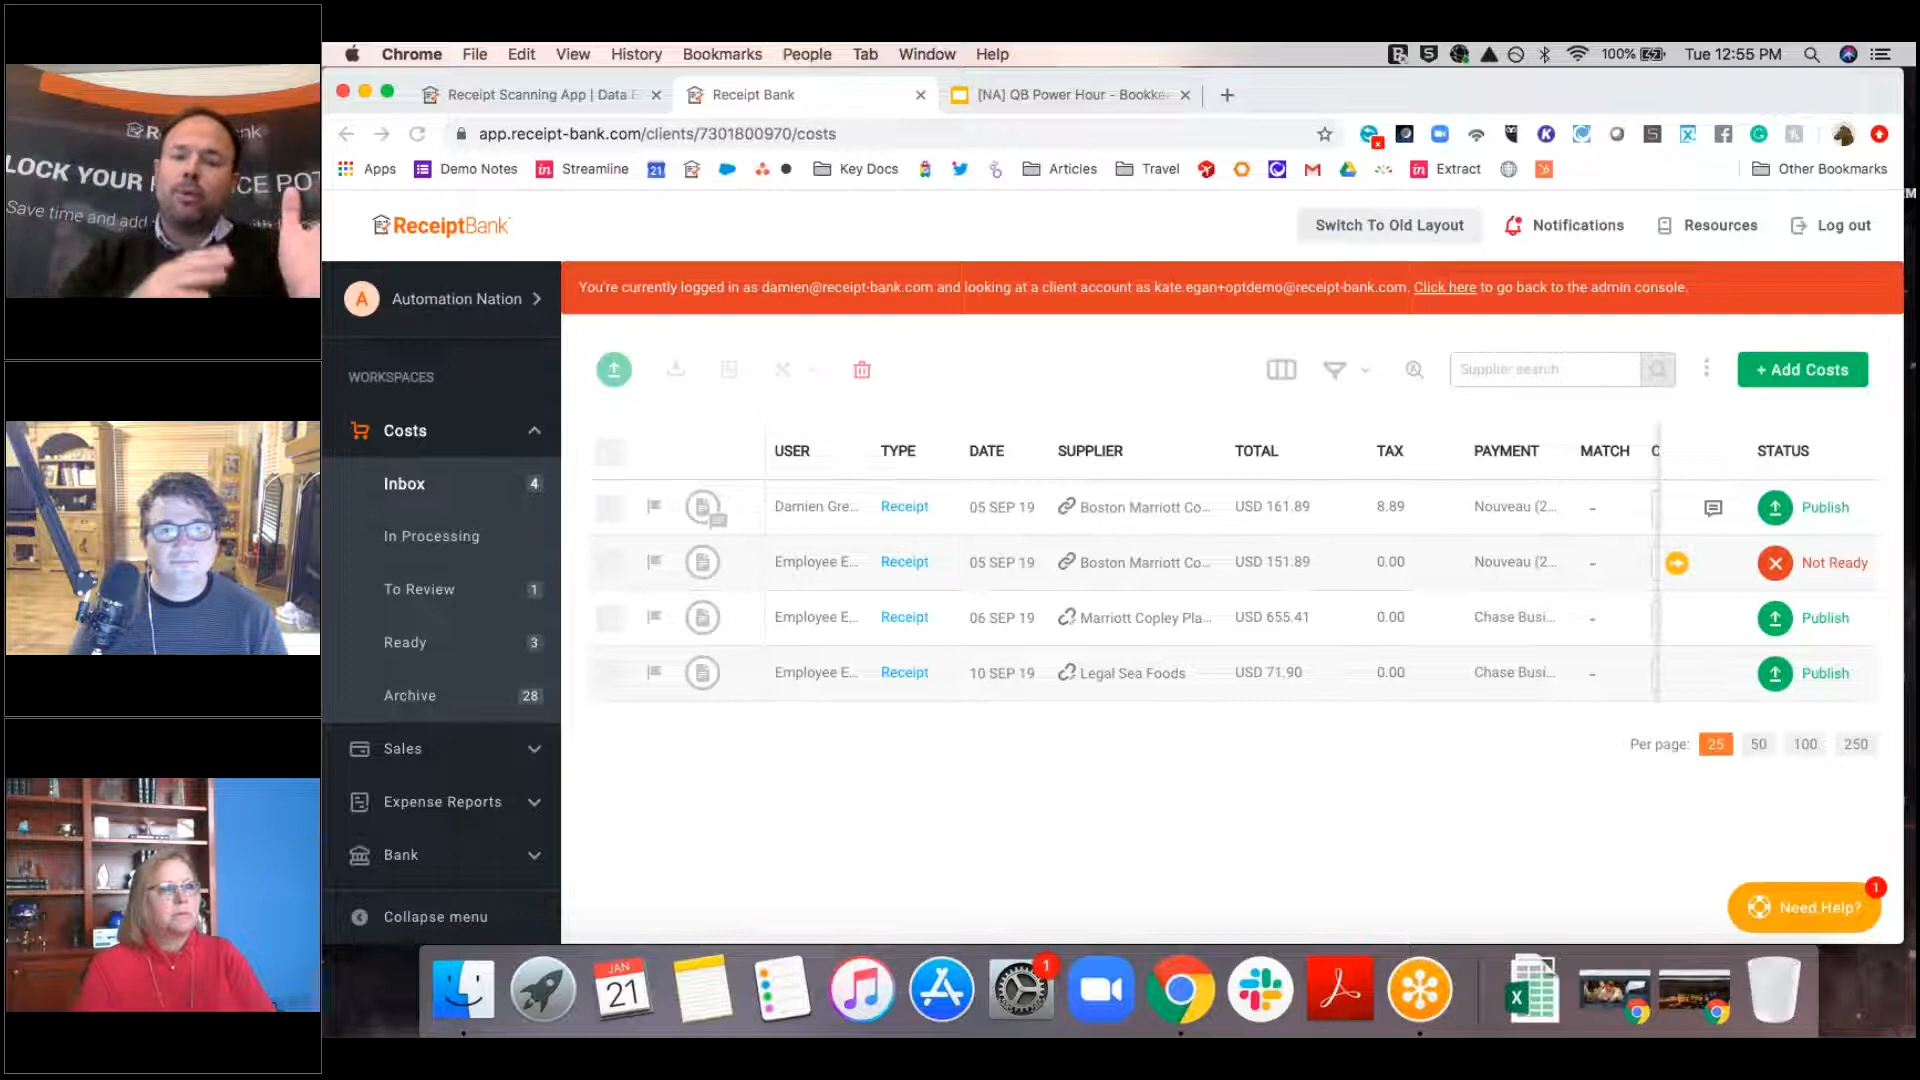 LOCK YOUR
CE POT
Save time and add
Chrome File Edit View History Bookmarks People Tab Window Help
100% Tue 12:55 PM
Receipt Scanning App | Data E
Receipt Bank
[NA] QB Power Hour - Bookke
app.receipt-bank.com/clients/7301800970/costs
Apps Demo Notes Streamline 21 Key Docs Articles Travel Extract Other Bookmarks
ReceiptBank
Switch To Old Layout Notifications Resources Log out
A Automation Nation
You're currently logged in as damien@receipt-bank.com and looking at a client account as kate.egan+optdemo@receipt-bank.com. Click here to go back to the admin console.
WORKSPACES
Costs
Inbox 4
In Processing
To Review 1
Ready 3
Archive 28
Sales
Expense Reports
Bank
Collapse menu
Supplier search
+ Add Costs
USER TYPE DATE SUPPLIER TOTAL TAX PAYMENT MATCH C STATUS
Damien Gre... Receipt 05 SEP 19 Boston Marriott Co... USD 161.89 8.89 Nouveau (2... - Publish
Employee E... Receipt 05 SEP 19 Boston Marriott Co... USD 151.89 0.00 Nouveau (2... - Not Ready
Employee E... Receipt 06 SEP 19 Marriott Copley Pla... USD 655.41 0.00 Chase Busi... - Publish
Employee E... Receipt 10 SEP 19 Legal Sea Foods USD 71.90 0.00 Chase Busi... - Publish
Per page: 25 50 100 250
1
Need Help?
JAN
21
1